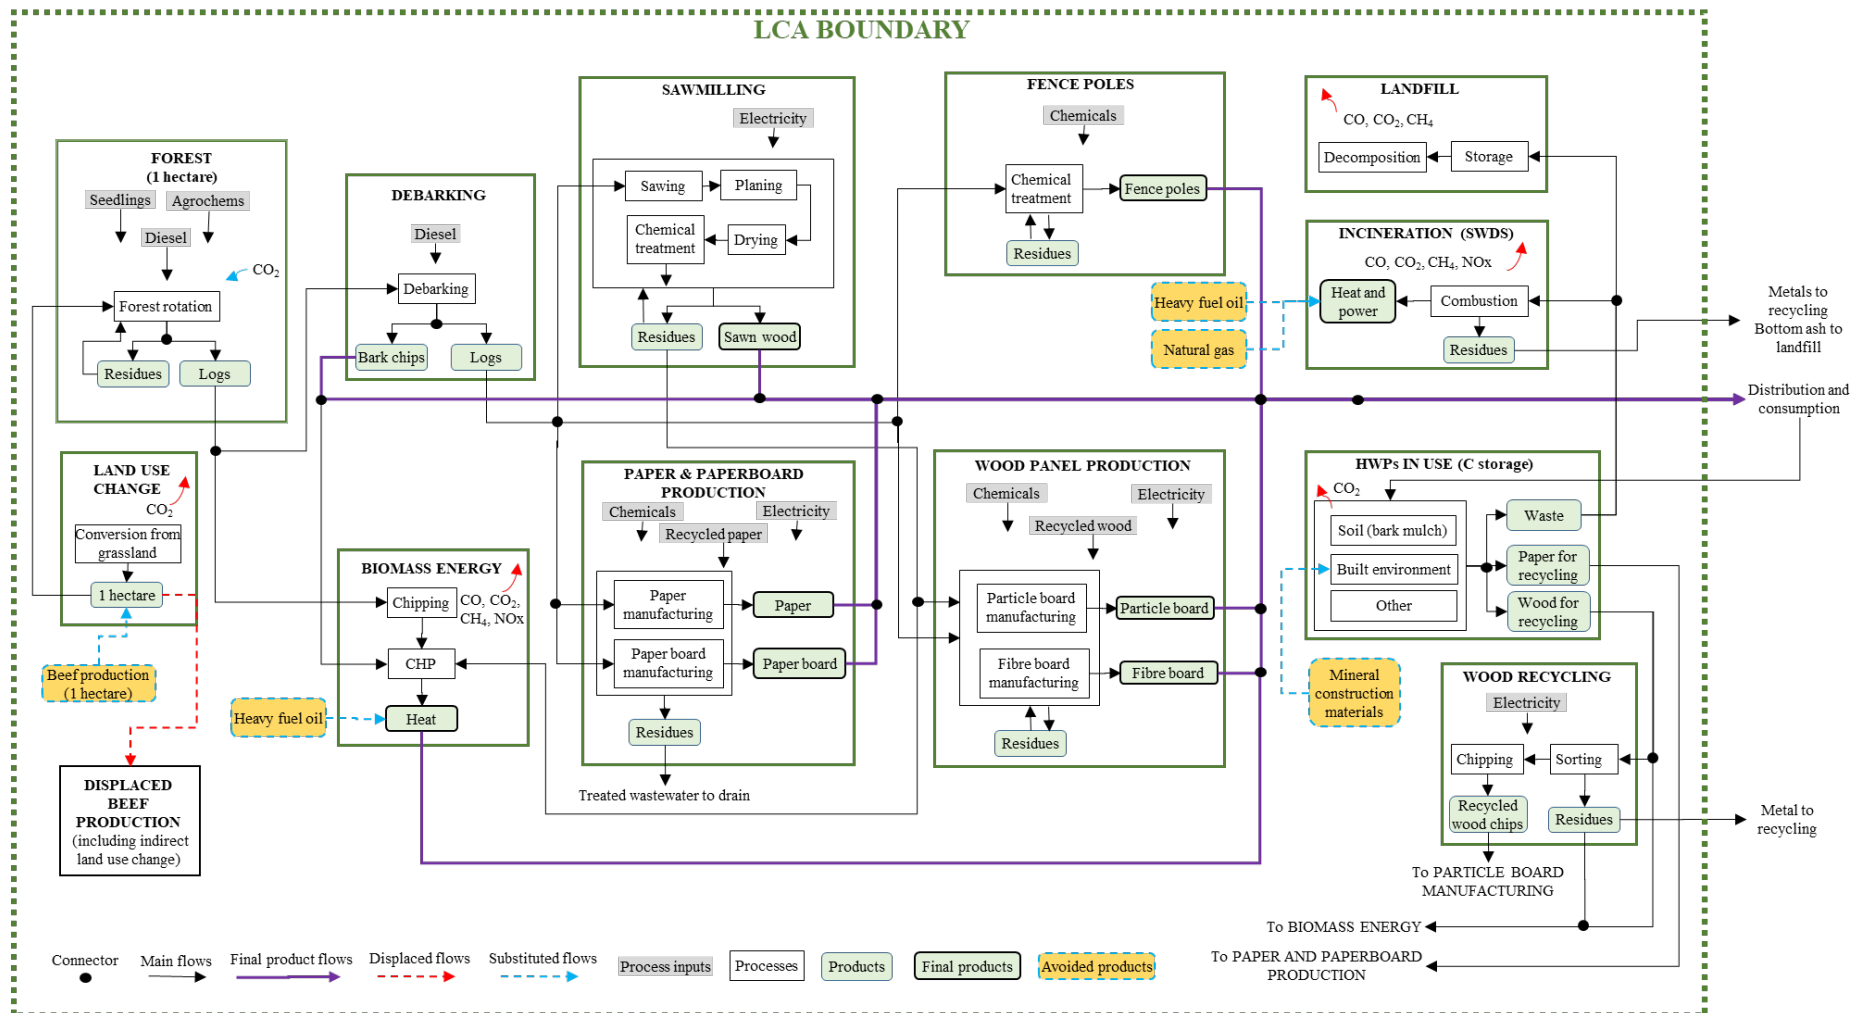 LCA BOUNDARY
FOREST
(1 hectare)
Seedlings
Agrochems
Diesel
CO2
Forest rotation
Residues
Logs
LAND USE
CHANGE
CO2
Conversion from
grassland
1 hectare
Beef production
(1 hectare)
DISPLACED
BEEF
PRODUCTION
(including indirect
land use change)
DEBARKING
Diesel
Debarking
Bark chips
Logs
BIOMASS ENERGY
Chipping
CO, CO2,
CH4, NOx
CHP
Heavy fuel oil
Heat
SAWMILLING
Electricity
Sawing
Planing
Chemical
treatment
Drying
Residues
Sawn wood
PAPER & PAPERBOARD
PRODUCTION
Chemicals
Electricity
Recycled paper
Paper
manufacturing
Paper
Paper board
manufacturing
Paper board
Residues
Treated wastewater to drain
FENCE POLES
Chemicals
Chemical
treatment
Fence poles
Residues
WOOD PANEL PRODUCTION
Chemicals
Electricity
Recycled wood
Particle board
manufacturing
Particle board
Fibre board
manufacturing
Fibre board
Residues
LANDFILL
CO, CO2, CH4
Decomposition
Storage
INCINERATION (SWDS)
CO, CO2, CH4, NOx
Heavy fuel oil
Natural gas
Heat and
power
Combustion
Residues
Metals to
recycling
Bottom ash to
landfill
Distribution and
consumption
HWPs IN USE (C storage)
CO2
Soil (bark mulch)
Built environment
Other
Waste
Paper for
recycling
Wood for
recycling
Mineral
construction
materials
WOOD RECYCLING
Electricity
Chipping
Sorting
Recycled
wood chips
Residues
Metal to
recycling
To PARTICLE BOARD
MANUFACTURING
To BIOMASS ENERGY
To PAPER AND PAPERBOARD
PRODUCTION
Connector
Main flows
Final product flows
Displaced flows
Substituted flows
Process inputs
Processes
Products
Final products
Avoided products